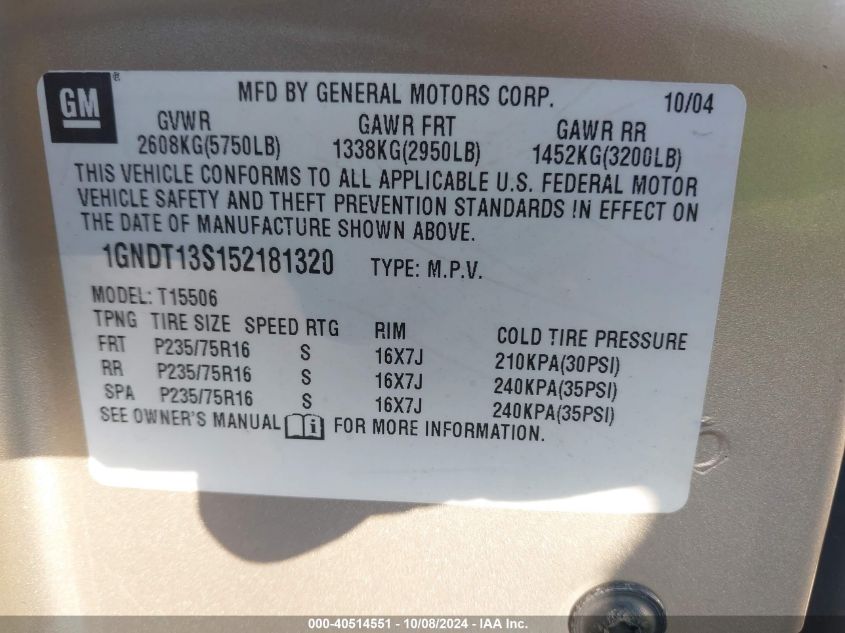 GM®
MFD BY GENERAL MOTORS CORP. 10/04
GVWR GAWR FRT GAWR RR
2608KG(5750LB) 1338KG(2950LB) 1452KG(3200LB)
THIS VEHICLE CONFORMS TO ALL APPLICABLE U.S. FEDERAL MOTOR
VEHICLE SAFETY AND THEFT PREVENTION STANDARDS IN EFFECT ON
THE DATE OF MANUFACTURE SHOWN ABOVE.
1GNDT13S152181320 TYPE: M.P.V.
MODEL: T15506
TPNG TIRE SIZE SPEED RTG RIM COLD TIRE PRESSURE
FRT P235/75R16 S 16X7J 210KPA(30PSI)
RR P235/75R16 S 16X7J 240KPA(35PSI)
SPA P235/75R16 S 16X7J 240KPA(35PSI)
SEE OWNER'S MANUAL i FOR MORE INFORMATION.
000-40514551 - 10/08/2024 - IAA Inc.